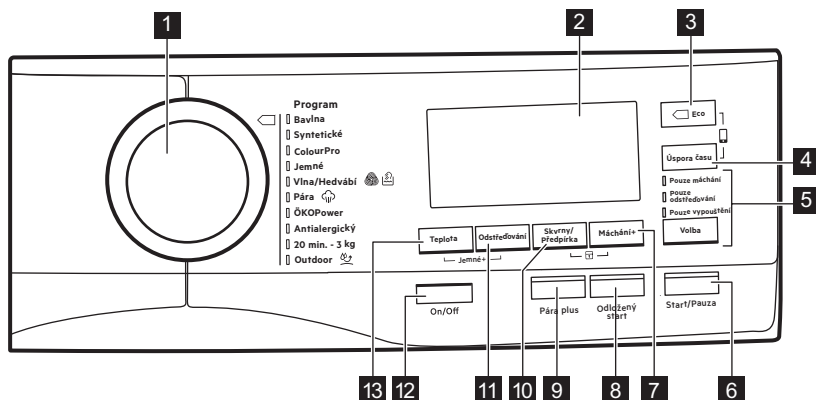 1
2
3
Program
Bavlna
Syntetické
ColourPro
Jemné
Vlna/Hedvábí
Pára
ÖKOPower
Antialergický
20 min. - 3 kg
Outdoor
Eco
Úspora času
4
Pouze máchání
Pouze
odstřeďování
Pouze vypouštění
5
Volba
Teplota
Odstřeďování
Skvrny/
Předpírka
Máchání+
Jemné+
On/Off
Pára plus
Odložený
start
Start/Pauza
13
12
11
10
9
8
7
6